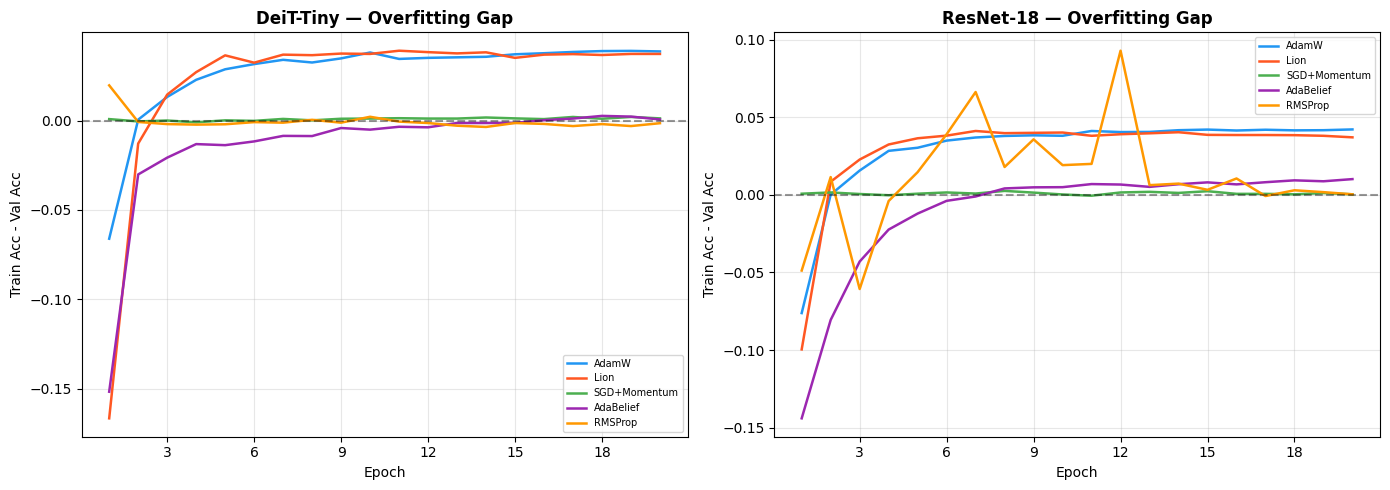 DeiT-Tiny — Overfitting Gap
Train Acc - Val Acc
0.00
−0.05
−0.10
−0.15
3 6 9 12 15 18
Epoch
AdamW
Lion
SGD+Momentum
AdaBelief
RMSProp
ResNet-18 — Overfitting Gap
Train Acc - Val Acc
0.10
0.05
0.00
−0.05
−0.10
−0.15
3 6 9 12 15 18
Epoch
AdamW
Lion
SGD+Momentum
AdaBelief
RMSProp